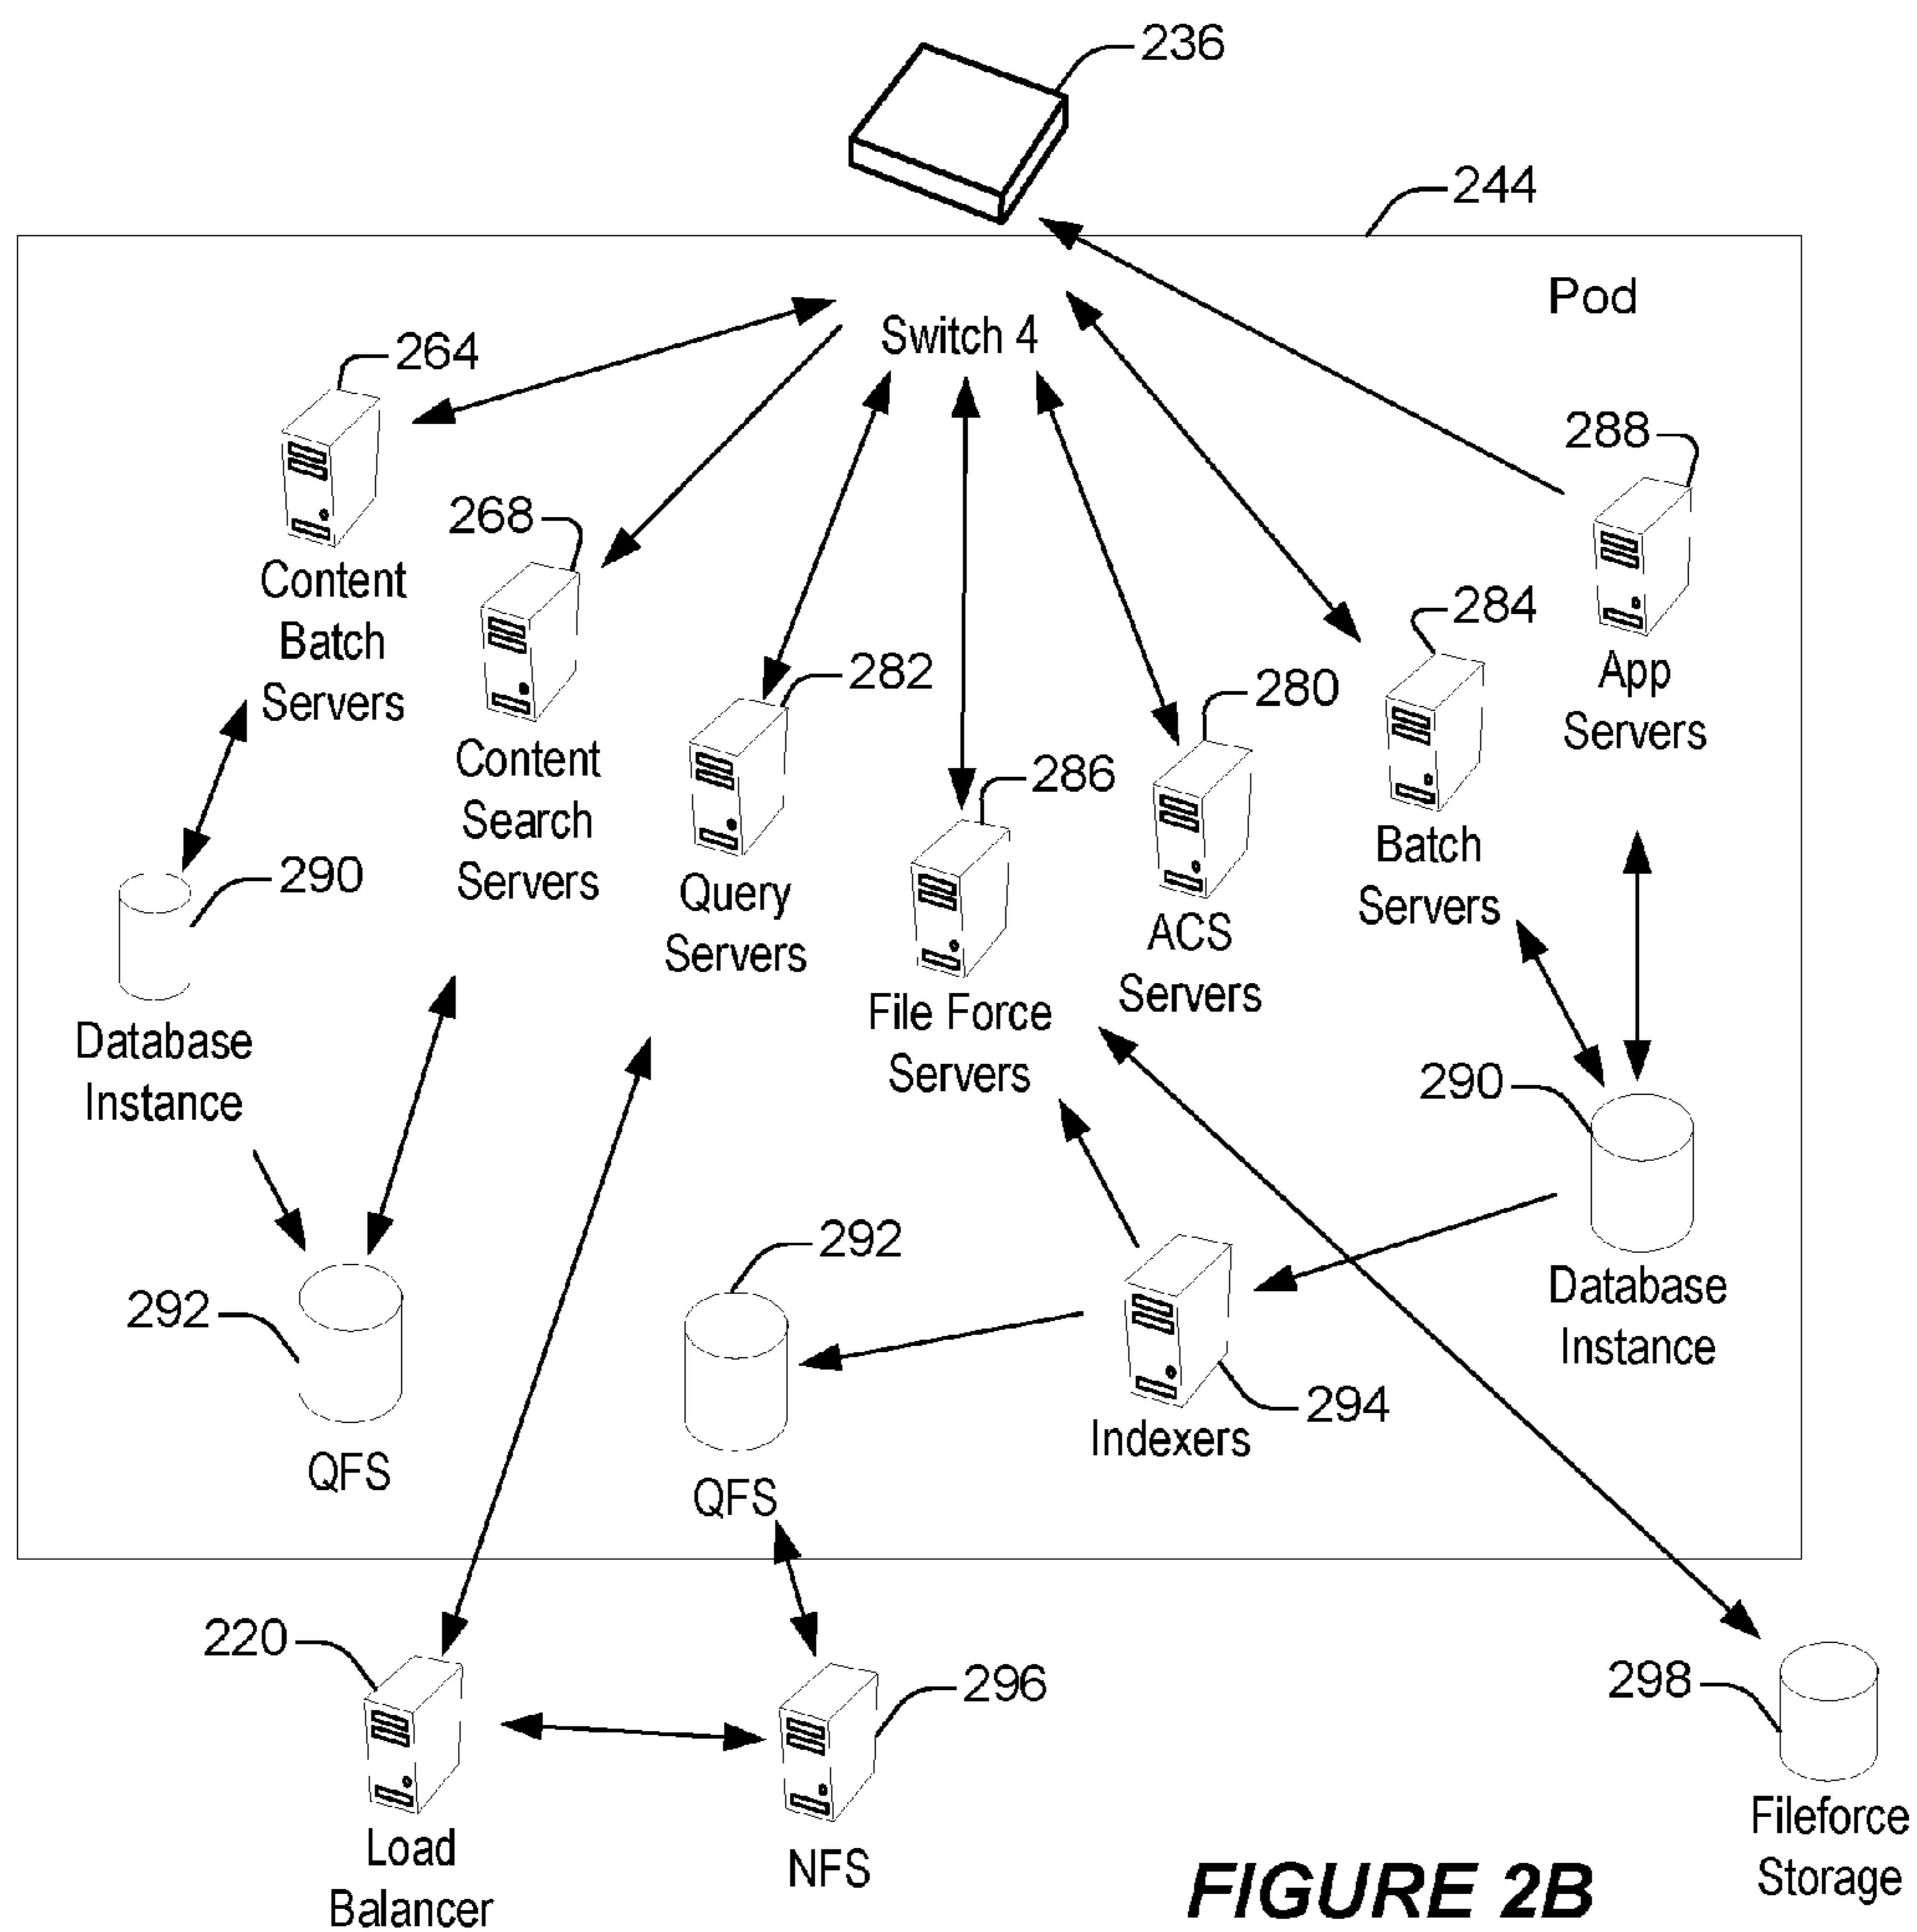 236
244
Pod
Switch 4
264
Content
Batch
Servers
268
Content
Search
Servers
282
Query
Servers
286
File Force
Servers
280
ACS
Servers
284
Batch
Servers
288
App
Servers
290
Database
Instance
290
Database
Instance
292
QFS
292
QFS
294
Indexers
220
Load
Balancer
296
NFS
298
Fileforce
Storage
FIGURE 2B